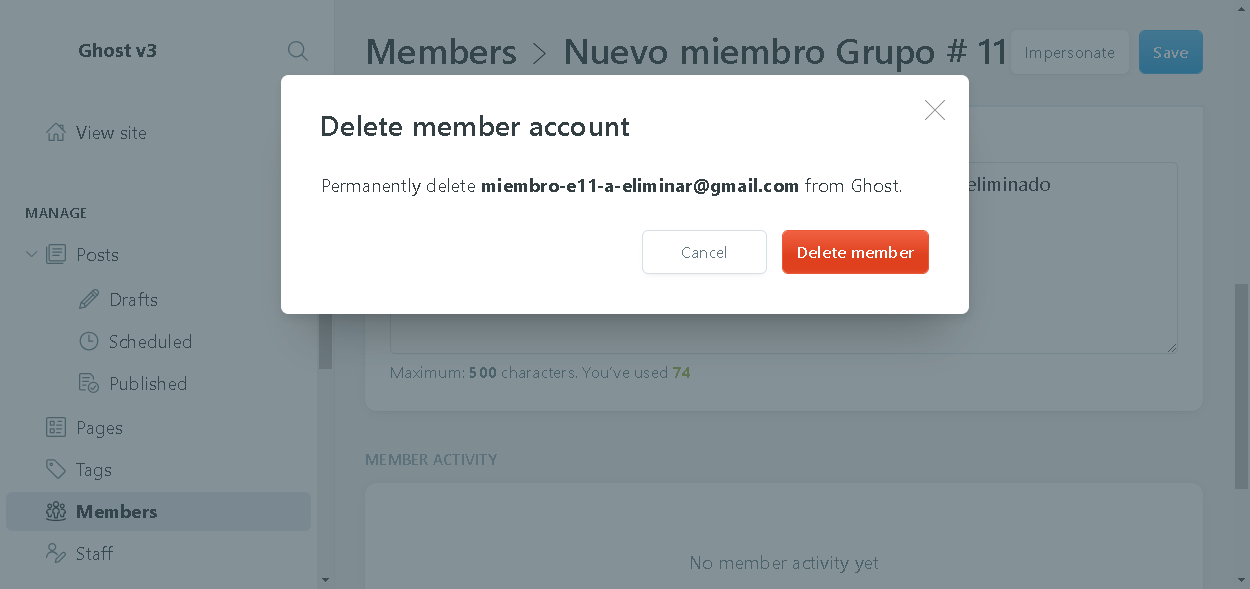 Ghost v3
Members > Nuevo miembro Grupo # 11
Impersonate
Save
Delete member account
Permanently delete miembro-e11-a-eliminar@gmail.com from Ghost.
Cancel
Delete member
View site
MANAGE
Posts
Drafts
Scheduled
Published
Pages
Tags
Members
Staff
eliminado
Maximum: 500 characters. You've used 74
MEMBER ACTIVITY
No member activity yet